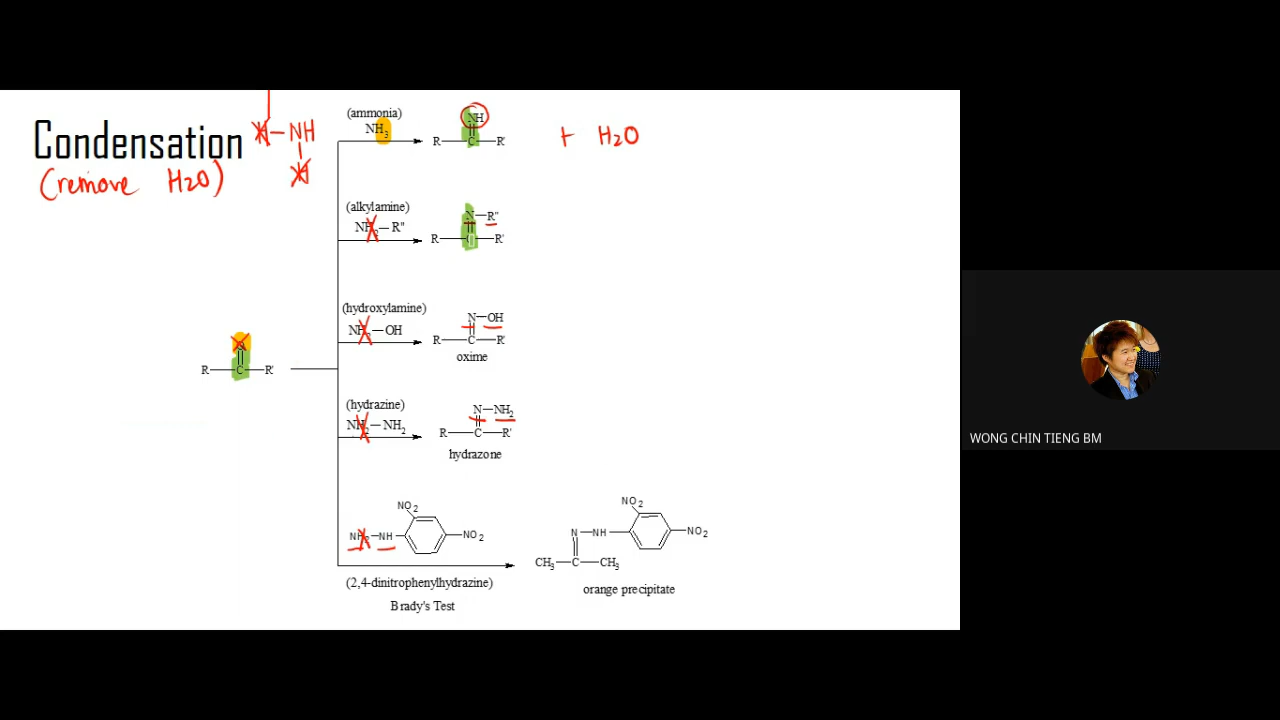 Condensation
(remove H2O)
H–NH
H
(ammonia)
NH3
NH
R–C–R'
+ H2O
(alkylamine)
NH2–R"
N–R"
R–C–R'
(hydroxylamine)
NH2–OH
N–OH
R–C–R'
oxime
O
R–C–R'
(hydrazine)
NH2–NH2
N–NH2
R–C–R'
hydrazone
NO2
NH2–NH
NO2
(2,4-dinitrophenylhydrazine)
Brady's Test
NO2
N–NH
NO2
CH3–C–CH3
orange precipitate
WONG CHIN TIENG BM